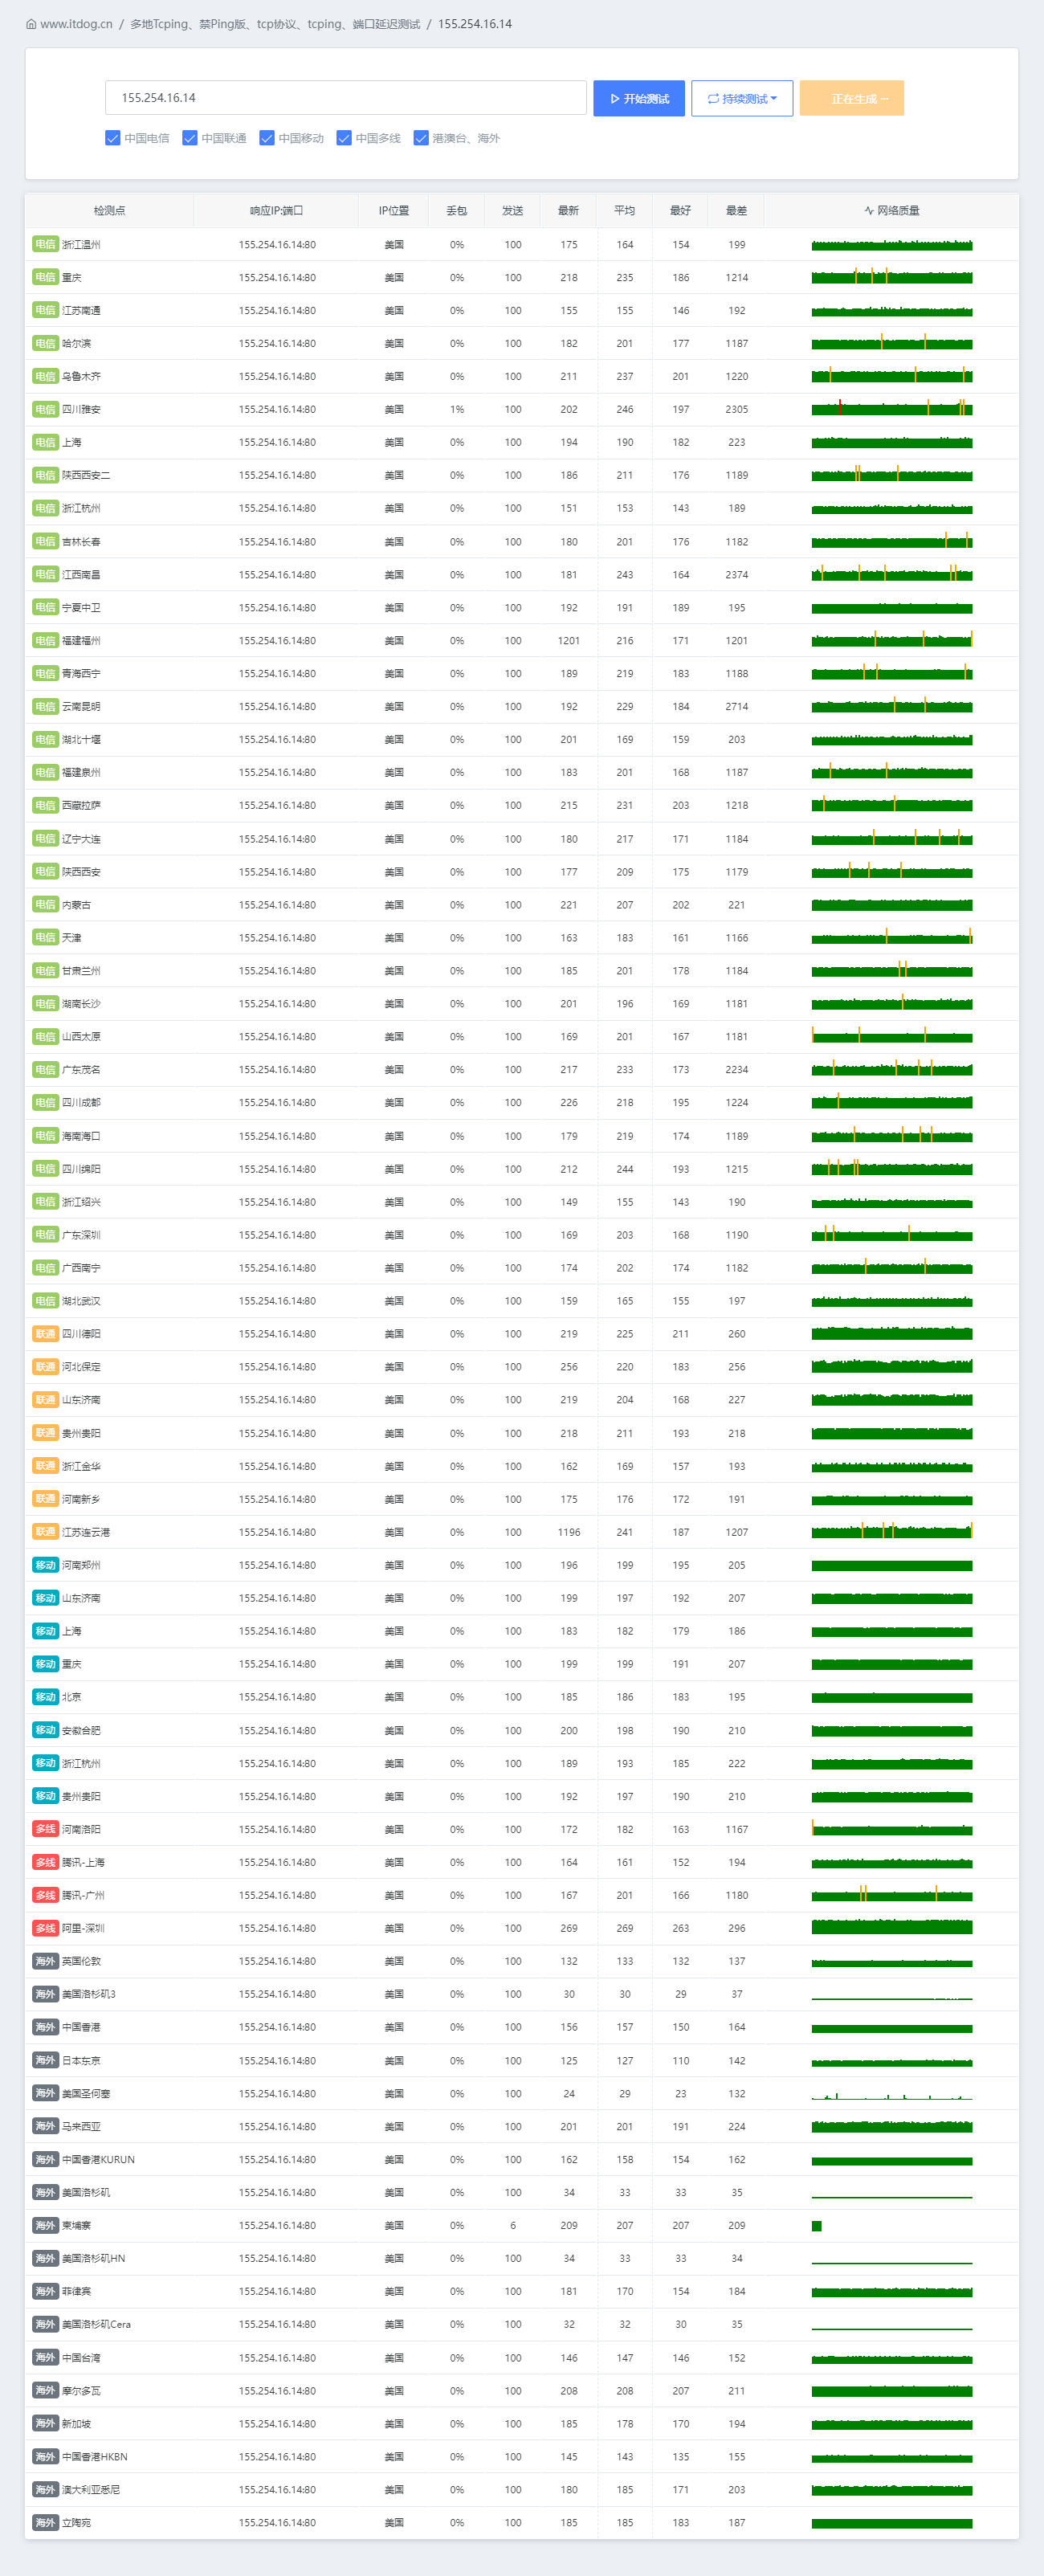 www.itdog.cn / 多地Tcping、禁Ping版、tcp协议、tcping、端口延迟测试 / 155.254.16.14
155.254.16.14 开始测试 持续测试 正在生成 ···
中国电信 中国联通 中国移动 中国多线 港澳台、海外
检测点 响应IP:端口 IP位置 丢包 发送 最新 平均 最好 最差 网络质量
电信 浙江温州 155.254.16.14:80 美国 0% 100 175 164 154 199
电信 重庆 155.254.16.14:80 美国 0% 100 218 235 186 1214
电信 江苏南通 155.254.16.14:80 美国 0% 100 155 155 146 192
电信 哈尔滨 155.254.16.14:80 美国 0% 100 182 201 177 1187
电信 乌鲁木齐 155.254.16.14:80 美国 0% 100 211 237 201 1220
电信 四川雅安 155.254.16.14:80 美国 1% 100 202 246 197 2305
电信 上海 155.254.16.14:80 美国 0% 100 194 190 182 223
电信 陕西西安二 155.254.16.14:80 美国 0% 100 186 211 176 1189
电信 浙江杭州 155.254.16.14:80 美国 0% 100 151 153 143 189
电信 吉林长春 155.254.16.14:80 美国 0% 100 180 201 176 1182
电信 江西南昌 155.254.16.14:80 美国 0% 100 181 243 164 2374
电信 宁夏中卫 155.254.16.14:80 美国 0% 100 192 191 189 195
电信 福建福州 155.254.16.14:80 美国 0% 100 1201 216 171 1201
电信 青海西宁 155.254.16.14:80 美国 0% 100 189 219 183 1188
电信 云南昆明 155.254.16.14:80 美国 0% 100 192 229 184 2714
电信 湖北十堰 155.254.16.14:80 美国 0% 100 201 169 159 203
电信 福建泉州 155.254.16.14:80 美国 0% 100 183 201 168 1187
电信 西藏拉萨 155.254.16.14:80 美国 0% 100 215 231 203 1218
电信 辽宁大连 155.254.16.14:80 美国 0% 100 180 217 171 1184
电信 陕西西安 155.254.16.14:80 美国 0% 100 177 209 175 1179
电信 内蒙古 155.254.16.14:80 美国 0% 100 221 207 202 221
电信 天津 155.254.16.14:80 美国 0% 100 163 183 161 1166
电信 甘肃兰州 155.254.16.14:80 美国 0% 100 185 201 178 1184
电信 湖南长沙 155.254.16.14:80 美国 0% 100 201 196 169 1181
电信 山西太原 155.254.16.14:80 美国 0% 100 169 201 167 1181
电信 广东茂名 155.254.16.14:80 美国 0% 100 217 233 173 2234
电信 四川成都 155.254.16.14:80 美国 0% 100 226 218 195 1224
电信 海南海口 155.254.16.14:80 美国 0% 100 179 219 174 1189
电信 四川绵阳 155.254.16.14:80 美国 0% 100 212 244 193 1215
电信 浙江绍兴 155.254.16.14:80 美国 0% 100 149 155 143 190
电信 广东深圳 155.254.16.14:80 美国 0% 100 169 203 168 1190
电信 广西南宁 155.254.16.14:80 美国 0% 100 174 202 174 1182
电信 湖北武汉 155.254.16.14:80 美国 0% 100 159 165 155 197
联通 四川德阳 155.254.16.14:80 美国 0% 100 219 225 211 260
联通 河北保定 155.254.16.14:80 美国 0% 100 256 220 183 256
联通 山东济南 155.254.16.14:80 美国 0% 100 219 204 168 227
联通 贵州贵阳 155.254.16.14:80 美国 0% 100 218 211 193 218
联通 浙江金华 155.254.16.14:80 美国 0% 100 162 169 157 193
联通 河南新乡 155.254.16.14:80 美国 0% 100 175 176 172 191
联通 江苏连云港 155.254.16.14:80 美国 0% 100 1196 241 187 1207
移动 河南郑州 155.254.16.14:80 美国 0% 100 196 199 195 205
移动 山东济南 155.254.16.14:80 美国 0% 100 199 197 192 207
移动 上海 155.254.16.14:80 美国 0% 100 183 182 179 186
移动 重庆 155.254.16.14:80 美国 0% 100 199 199 191 207
移动 北京 155.254.16.14:80 美国 0% 100 185 186 183 195
移动 安徽合肥 155.254.16.14:80 美国 0% 100 200 198 190 210
移动 浙江杭州 155.254.16.14:80 美国 0% 100 189 193 185 222
移动 贵州贵阳 155.254.16.14:80 美国 0% 100 192 197 190 210
多线 河南洛阳 155.254.16.14:80 美国 0% 100 172 182 163 1167
多线 腾讯-上海 155.254.16.14:80 美国 0% 100 164 161 152 194
多线 腾讯-广州 155.254.16.14:80 美国 0% 100 167 201 166 1180
多线 阿里-深圳 155.254.16.14:80 美国 0% 100 269 269 263 296
海外 英国伦敦 155.254.16.14:80 美国 0% 100 132 133 132 137
海外 美国洛杉矶3 155.254.16.14:80 美国 0% 100 30 30 29 37
海外 中国香港 155.254.16.14:80 美国 0% 100 156 157 150 164
海外 日本东京 155.254.16.14:80 美国 0% 100 125 127 110 142
海外 美国圣何塞 155.254.16.14:80 美国 0% 100 24 29 23 132
海外 马来西亚 155.254.16.14:80 美国 0% 100 201 201 191 224
海外 中国香港KURUN 155.254.16.14:80 美国 0% 100 162 158 154 162
海外 美国洛杉矶 155.254.16.14:80 美国 0% 100 34 33 33 35
海外 柬埔寨 155.254.16.14:80 美国 0% 6 209 207 207 209
海外 美国洛杉矶HN 155.254.16.14:80 美国 0% 100 34 33 33 34
海外 菲律宾 155.254.16.14:80 美国 0% 100 181 170 154 184
海外 美国洛杉矶Cera 155.254.16.14:80 美国 0% 100 32 32 30 35
海外 中国台湾 155.254.16.14:80 美国 0% 100 146 147 146 152
海外 摩尔多瓦 155.254.16.14:80 美国 0% 100 208 208 207 211
海外 新加坡 155.254.16.14:80 美国 0% 100 185 178 170 194
海外 中国香港HKBN 155.254.16.14:80 美国 0% 100 145 143 135 155
海外 澳大利亚悉尼 155.254.16.14:80 美国 0% 100 180 185 171 203
海外 立陶宛 155.254.16.14:80 美国 0% 100 185 185 183 187